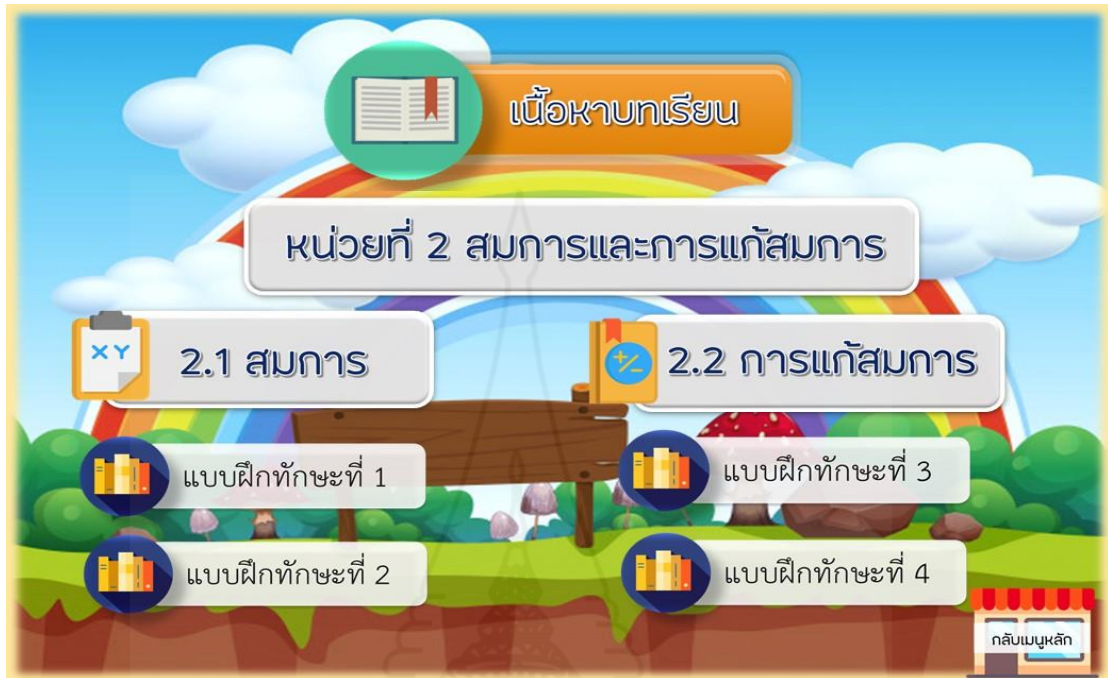 เนื้อหาบทเรียน
หน่วยที่ 2 สมการและการแก้สมการ
XY
2.1 สมการ
แบบฝึกทักษะที่ 1
แบบฝึกทักษะที่ 2
+/-
2.2 การแก้สมการ
แบบฝึกทักษะที่ 3
แบบฝึกทักษะที่ 4
กลับเมนูหลัก